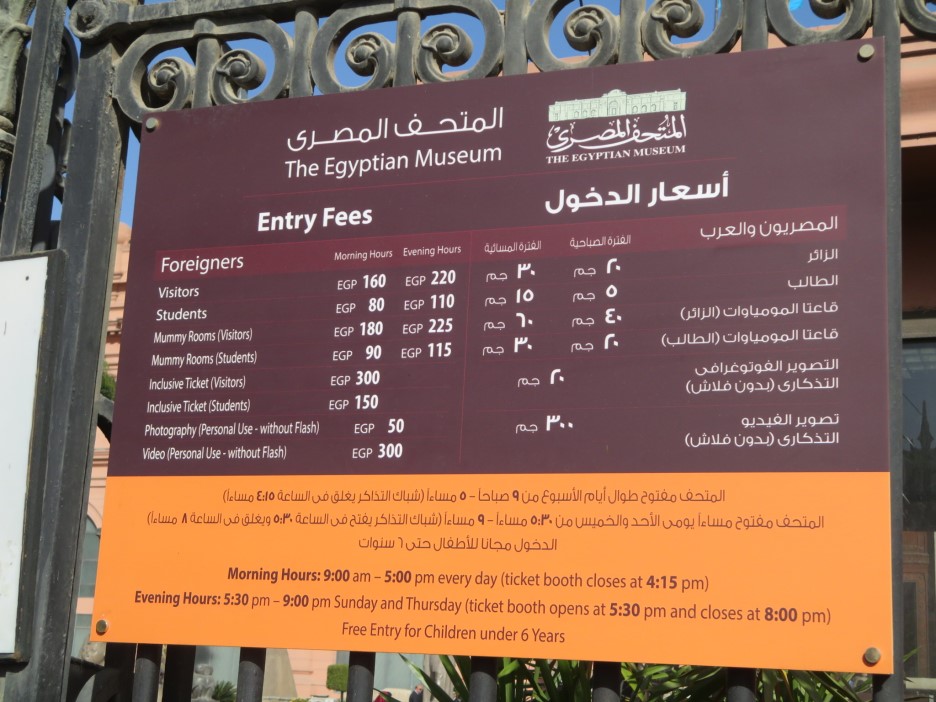 المتحف المصرى
The Egyptian Museum
المتحف المصري
THE EGYPTIAN MUSEUM
Entry Fees
Foreigners Morning Hours Evening Hours
Visitors EGP 160 EGP 220
Students EGP 80 EGP 110
Mummy Rooms (Visitors) EGP 180 EGP 225
Mummy Rooms (Students) EGP 90 EGP 115
Inclusive Ticket (Visitors) EGP 300
Inclusive Ticket (Students) EGP 150
Photography (Personal Use - without Flash) EGP 50
Video (Personal Use - without Flash) EGP 300
أسعار الدخول
المصريون والعرب الفترة الصباحية الفترة المسائية
الزائر ٢٠ جم ٣٠ جم
الطالب ٥ جم ١٥ جم
قاعتا المومياوات (الزائر) ٤٠ جم ٦٠ جم
قاعتا المومياوات (الطالب) ٢٠ جم ٣٠ جم
التصوير الفوتوغرافى ٢٠ جم
التذكارى (بدون فلاش)
تصوير الفيديو ٣٠٠ جم
التذكارى (بدون فلاش)
المتحف مفتوح طوال أيام الأسبوع من ٩ صباحاً - ٥ مساءاً (شباك التذاكر يغلق فى الساعة ٤:١٥ مساءاً)
المتحف مفتوح مساءاً يومى الأحد والخميس من ٥:٣٠ مساءاً - ٩ مساءاً (شباك التذاكر يفتح فى الساعة ٥:٣٠ ويغلق فى الساعة ٨ مساءاً)
الدخول مجانا للأطفال حتى ٦ سنوات
Morning Hours: 9:00 am – 5:00 pm every day (ticket booth closes at 4:15 pm)
Evening Hours: 5:30 pm – 9:00 pm Sunday and Thursday (ticket booth opens at 5:30 pm and closes at 8:00 pm)
Free Entry for Children under 6 Years